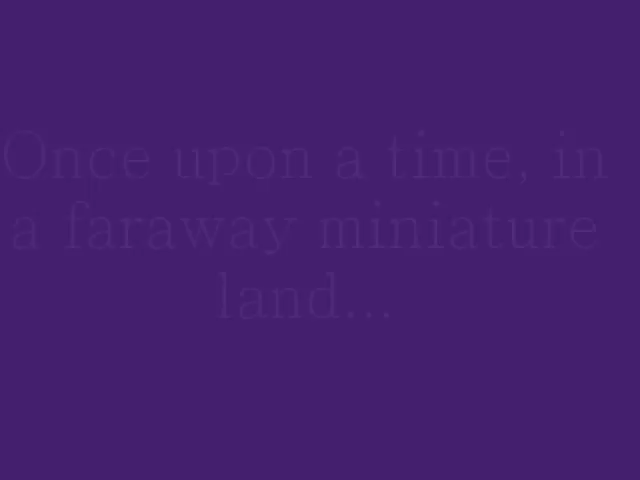 Once upon a time, in
a faraway miniature
land...